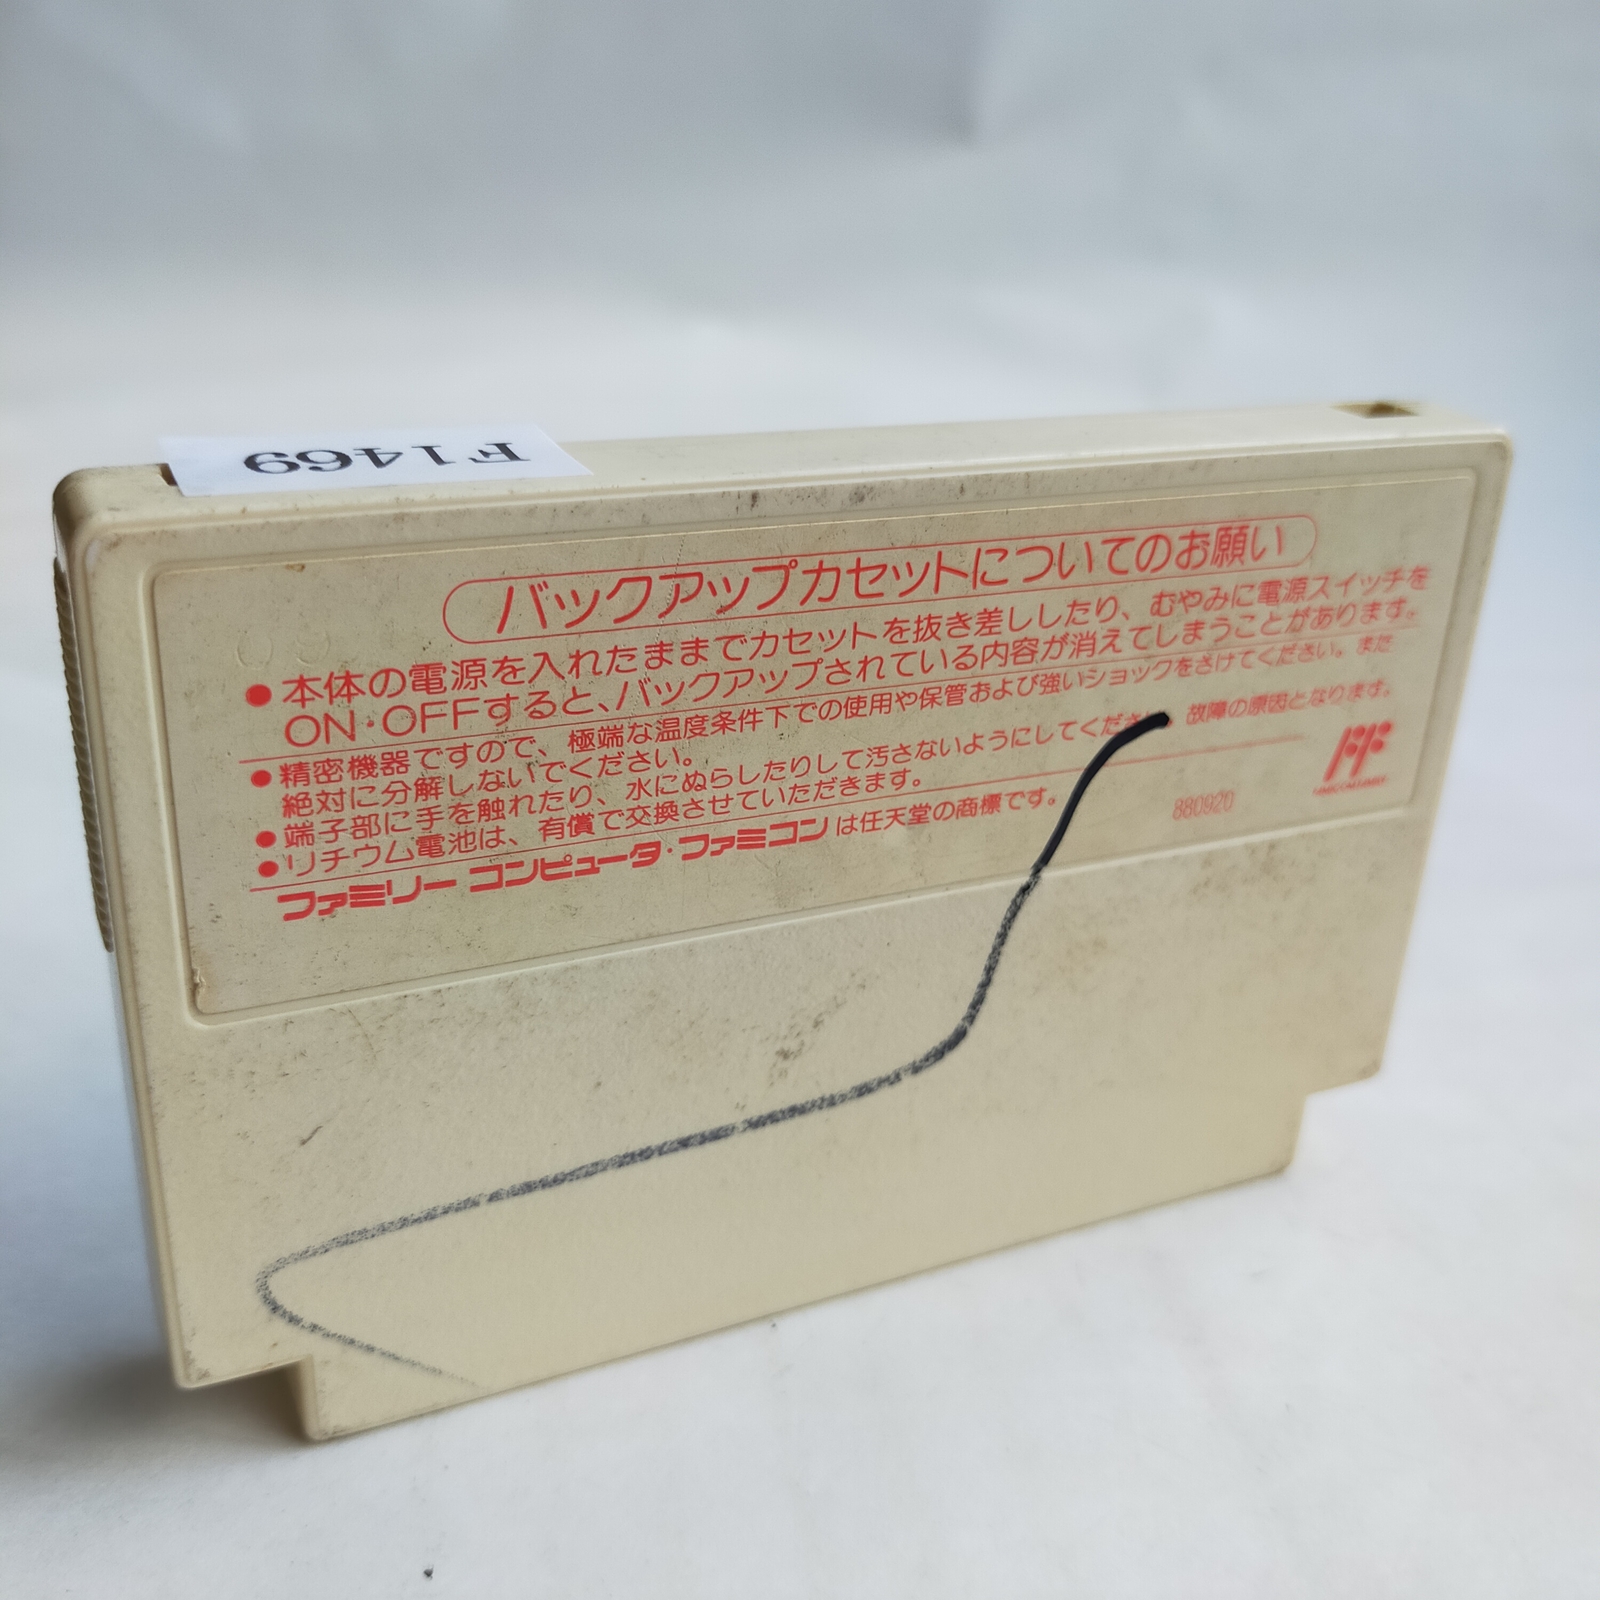 F1469
バックアップカセットについてのお願い
●本体の電源を入れたままでカセットを抜き差ししたり、むやみに電源スイッチを
ON・OFFすると、バックアップされている内容が消えてしまうことがあります。
●精密機器ですので、極端な温度条件下での使用や保管および強いショックをさけてください。また
絶対に分解しないでください。
●端子部に手を触れたり、水にぬらしたりして汚さないようにしてください。故障の原因となります。
●リチウム電池は、有償で交換させていただきます。
ファミリー コンピュータ・ファミコンは任天堂の商標です。
880920